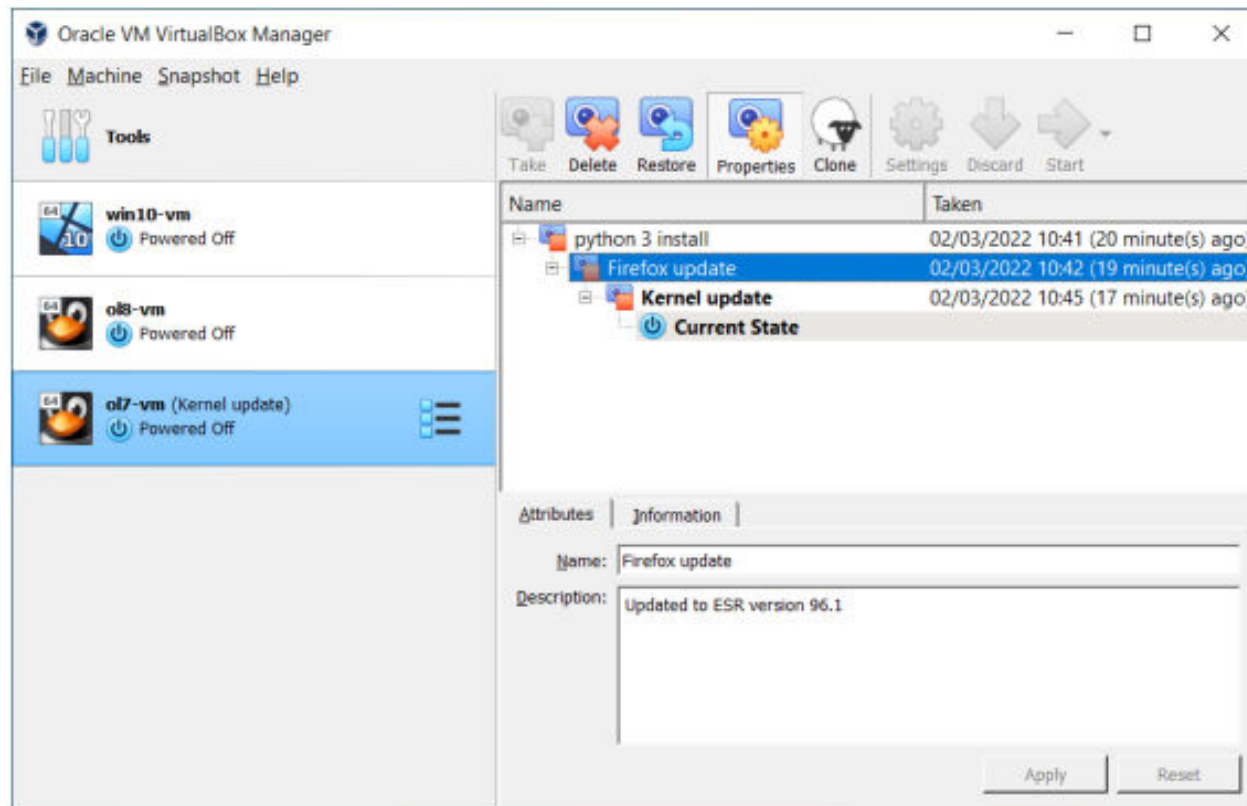 Oracle VM VirtualBox Manager
File Machine Snapshot Help
Tools
Take Delete Restore Properties Clone Settings Discard Start
64
10
win10-vm
Powered Off
64
ol8-vm
Powered Off
64
ol7-vm (Kernel update)
Powered Off
Name Taken
python 3 install 02/03/2022 10:41 (20 minute(s) ago)
Firefox update 02/03/2022 10:42 (19 minute(s) ago)
Kernel update 02/03/2022 10:45 (17 minute(s) ago)
Current State
Attributes Information
Name: Firefox update
Description: Updated to ESR version 96.1
Apply Reset